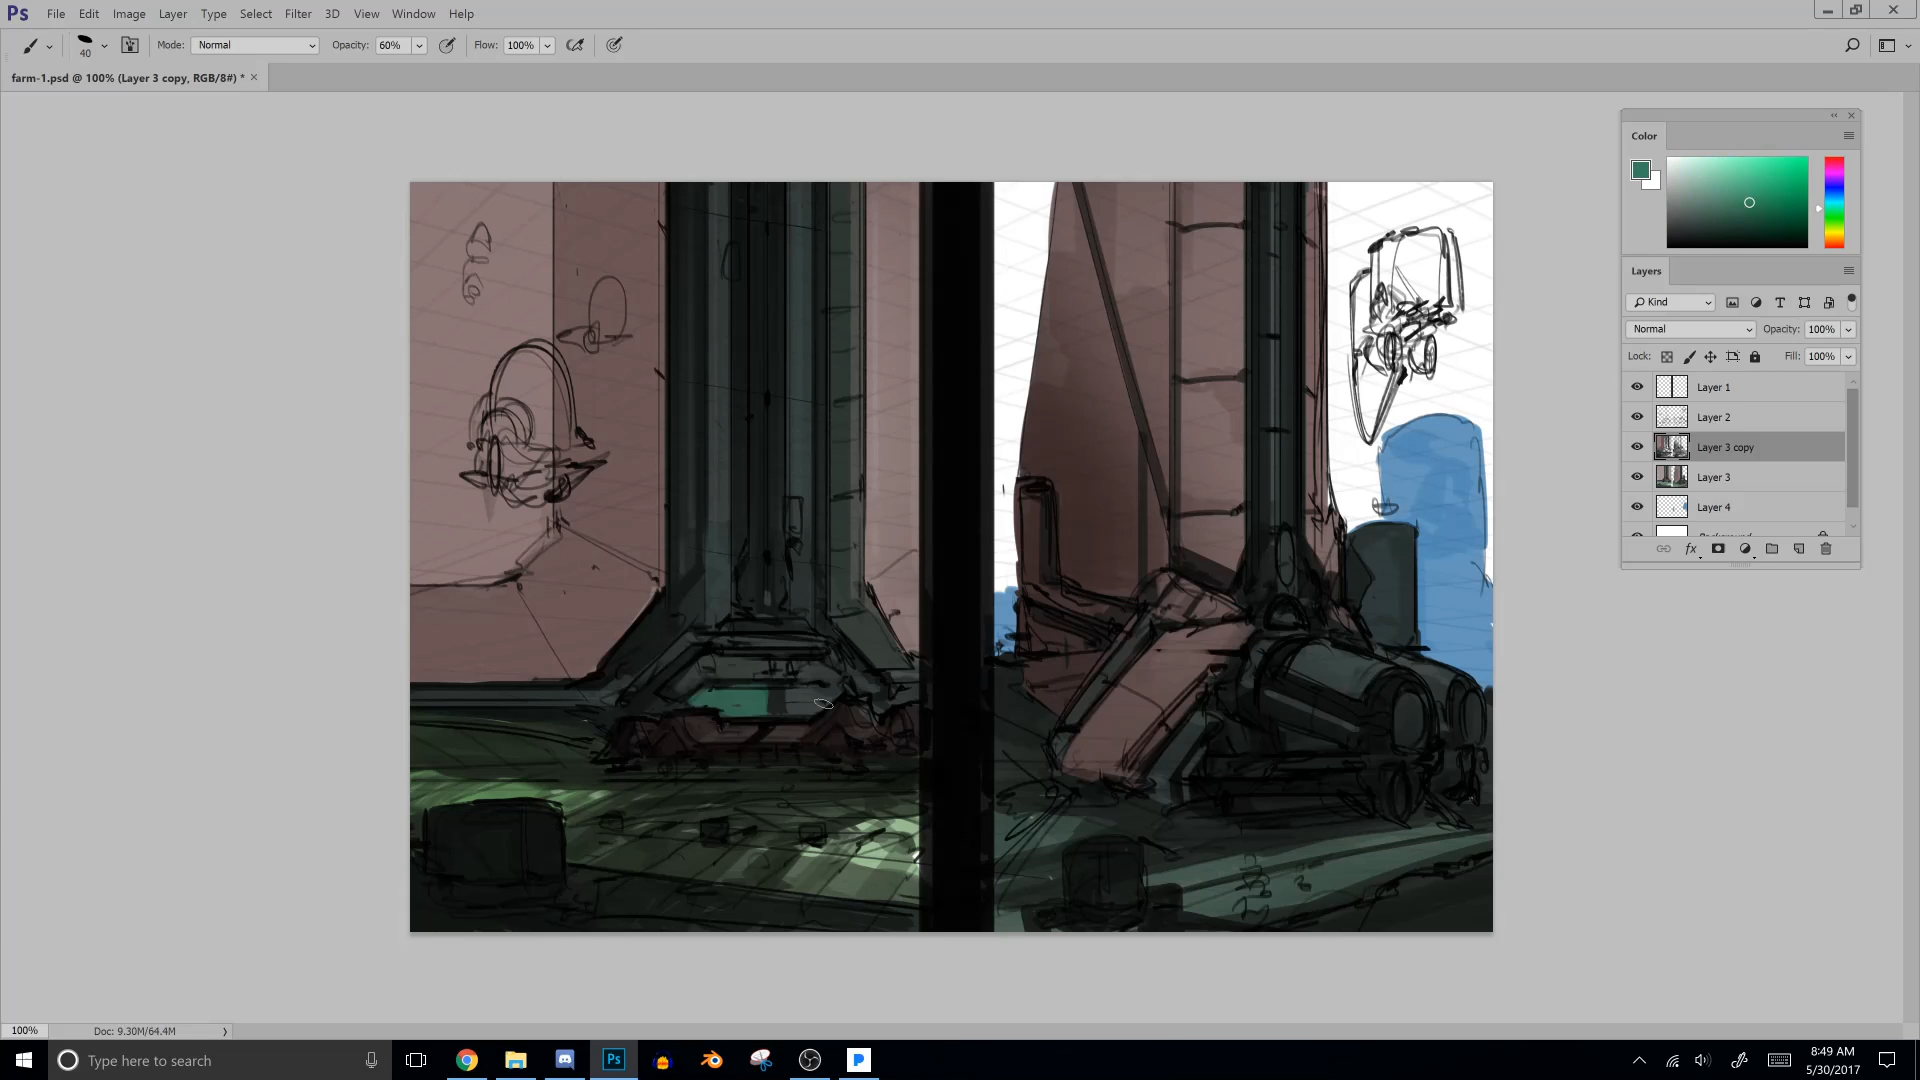 Ps File Edit Image Layer Type Select Filter 3D View Window Help
40 Mode: Normal Opacity: 60% Flow: 100%
farm-1.psd @ 100% (Layer 3 copy, RGB/8#) *
Color
Layers
Kind
Normal Opacity: 100%
Lock: Fill: 100%
Layer 1
Layer 2
Layer 3 copy
Layer 3
Layer 4
fx
100% Doc: 9.30M/64.4M
Type here to search
Ps
8:49 AM
5/30/2017